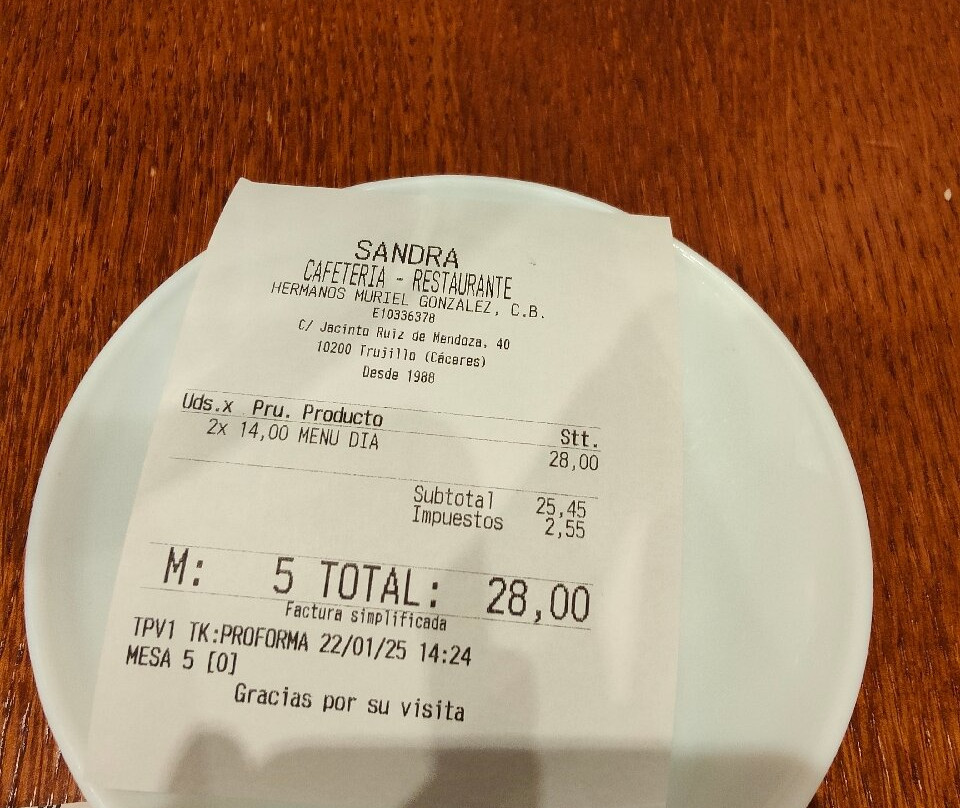 SANDRA
CAFETERIA - RESTAURANTE
HERMANOS MURIEL GONZALEZ, C.B.
E10336378
C/ Jacinto Ruiz de Mendoza, 40
10200 Trujillo (Cáceres)
Desde 1988
Uds.x Pru. Producto Stt.
2x 14,00 MENU DIA 28,00
Subtotal 25,45
Impuestos 2,55
M: 5 TOTAL: 28,00
Factura simplificada
TPV1 TK:PROFORMA 22/01/25 14:24
MESA 5 [0]
Gracias por su visita